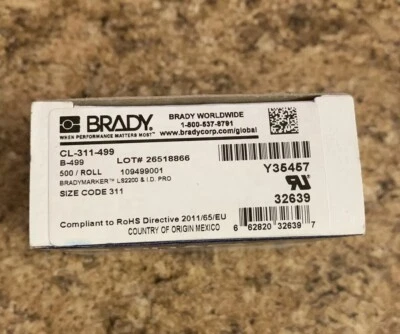 BRADY.
WHEN PERFORMANCE MATTERS MOST™
BRADY WORLDWIDE
1-800-537-8791
www.bradycorp.com/global
CL-311-499
B-499 LOT# 26518866
500 / ROLL 109499001
BRADYMARKER™ LS2200 & I.D. PRO
SIZE CODE 311
Y35457
32639
Compliant to RoHS Directive 2011/65/EU
COUNTRY OF ORIGIN MEXICO
6 62820 32639 7